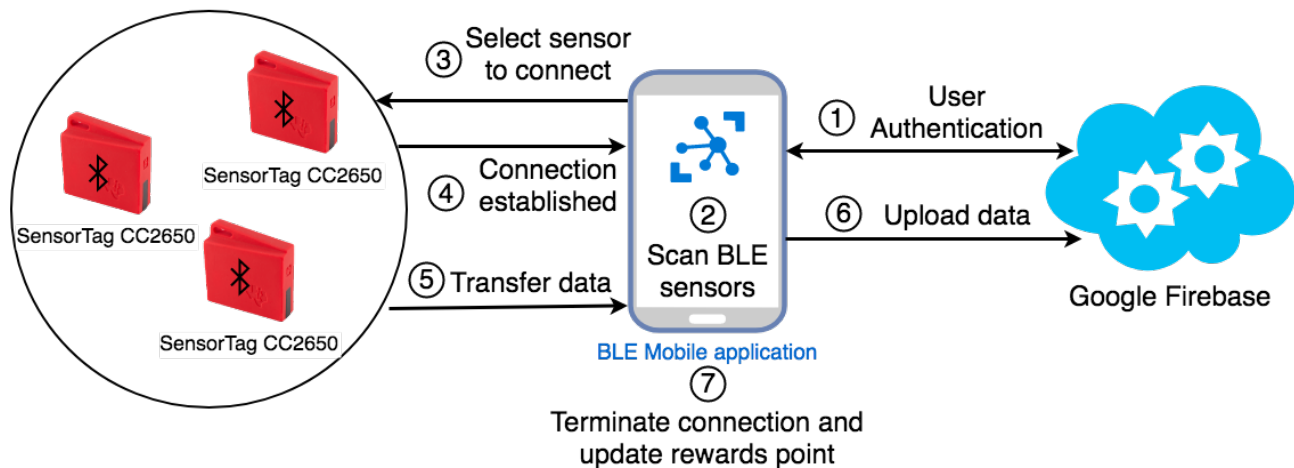 ③ Select sensor
to connect
SensorTag CC2650
SensorTag CC2650
SensorTag CC2650
④ Connection
established
⑤ Transfer data
② 
Scan BLE
sensors
BLE Mobile application
⑦
Terminate connection and
update rewards point
① User
Authentication
⑥ Upload data
Google Firebase